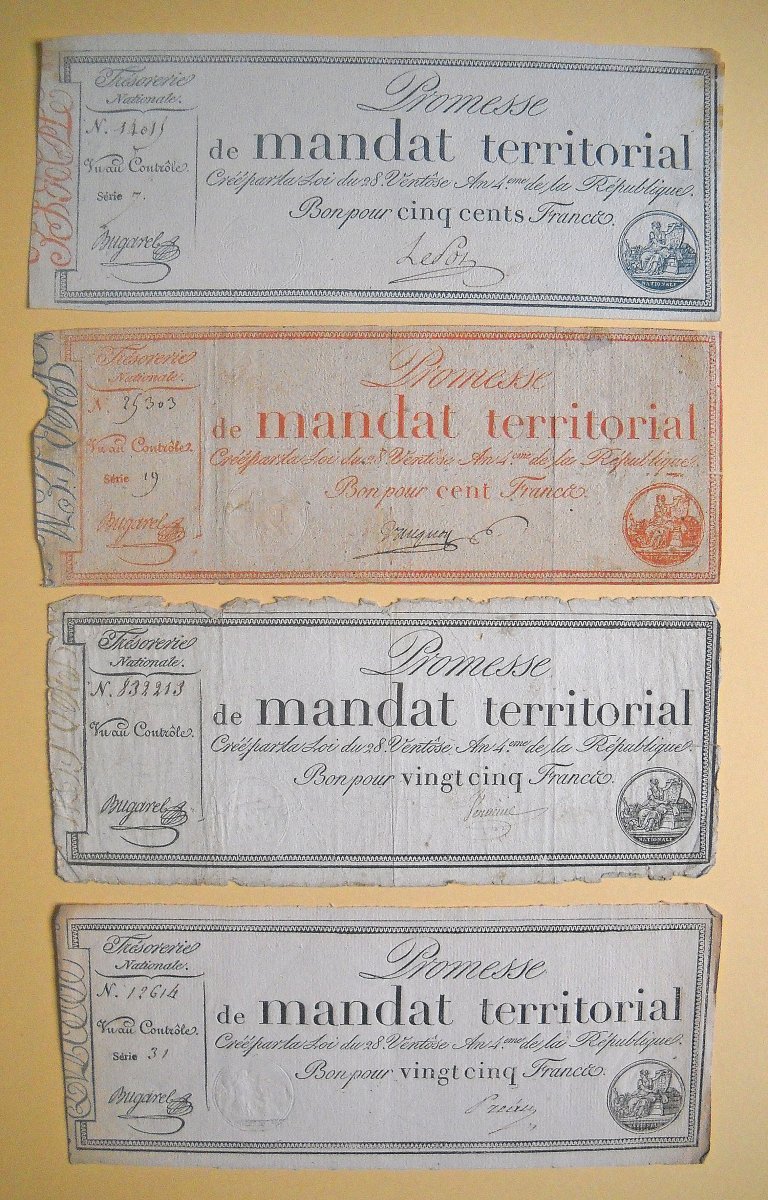 Trésorerie
Nationale.
N. 14015
Vu au Contrôle.
Série 7.
Bugarel
Promesse
de mandat territorial
Créé par la Loi du 28. Ventôse An 4.eme de la République.
Bon pour cinq cents Francs.
NATIONALE
Trésorerie
Nationale.
N. 25303
Vu au Contrôle.
Série 19
Bugarel
Promesse
de mandat territorial
Créé par la Loi du 28. Ventôse An 4.eme de la République.
Bon pour cent Francs.
Trésorerie
Nationale.
N. 832213
Vu au Contrôle.
Bugarel
Promesse
de mandat territorial
Créé par la Loi du 28. Ventôse An 4.eme de la République.
Bon pour vingt cinq Francs.
NATIONALE
Trésorerie
Nationale.
N. 12614
Vu au Contrôle.
Série 31
Bugarel
Promesse
de mandat territorial
Créé par la Loi du 28. Ventôse An 4.eme de la République.
Bon pour vingt cinq Francs.